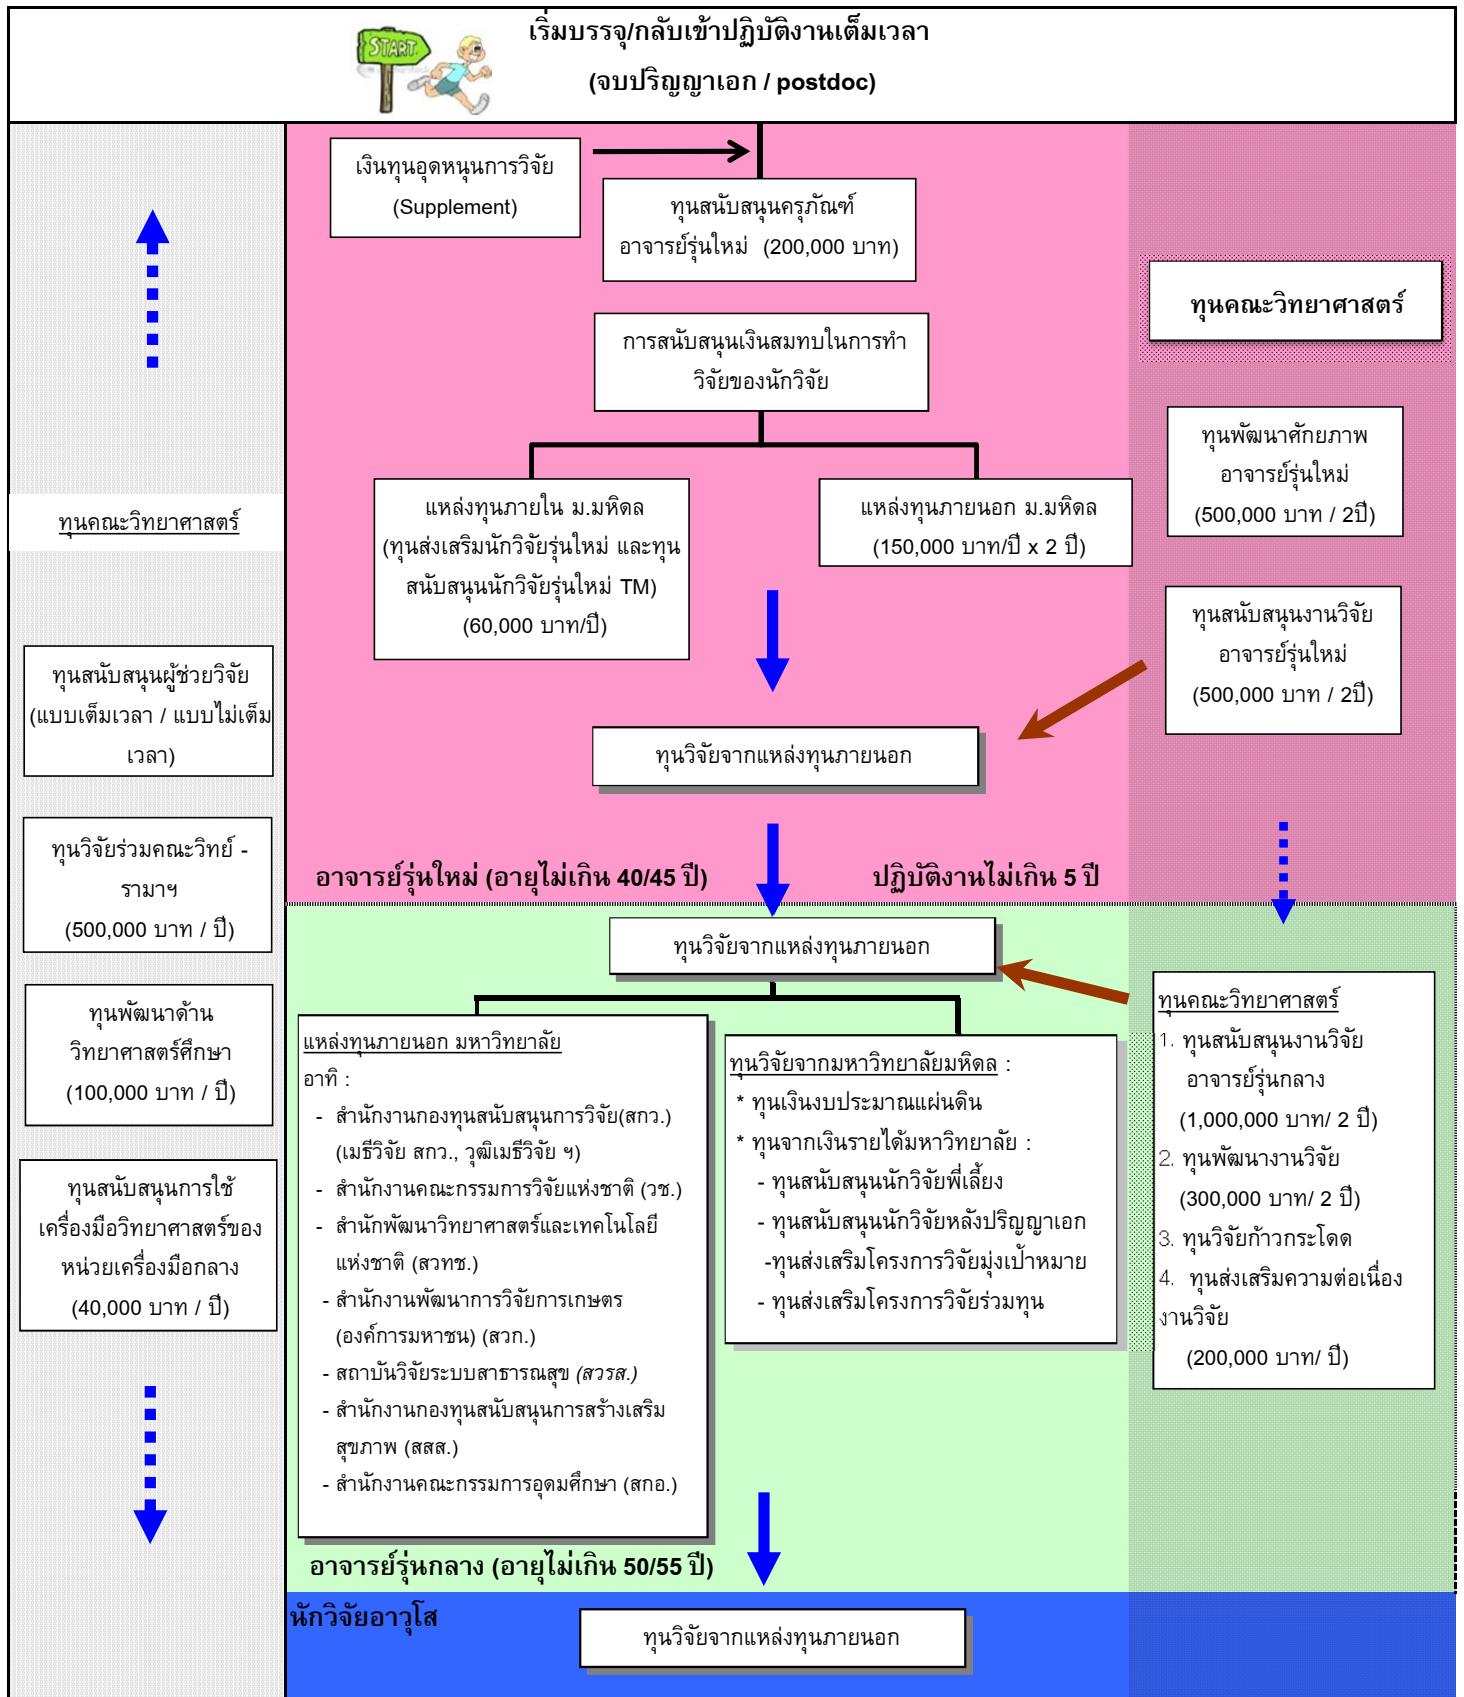 START
เริ่มบรรจุ/กลับเข้าปฏิบัติงานเต็มเวลา
(จบปริญญาเอก / postdoc)
เงินทุนอุดหนุนการวิจัย
(Supplement)
ทุนสนับสนุนครุภัณฑ์
อาจารย์รุ่นใหม่ (200,000 บาท)
การสนับสนุนเงินสมทบในการทำ
วิจัยของนักวิจัย
แหล่งทุนภายใน ม.มหิดล
(ทุนส่งเสริมนักวิจัยรุ่นใหม่ และทุน
สนับสนุนนักวิจัยรุ่นใหม่ TM)
(60,000 บาท/ปี)
แหล่งทุนภายนอก ม.มหิดล
(150,000 บาท/ปี x 2 ปี)
ทุนวิจัยจากแหล่งทุนภายนอก
อาจารย์รุ่นใหม่ (อายุไม่เกิน 40/45 ปี)
ปฏิบัติงานไม่เกิน 5 ปี
ทุนคณะวิทยาศาสตร์
ทุนพัฒนาศักยภาพ
อาจารย์รุ่นใหม่
(500,000 บาท / 2ปี)
ทุนสนับสนุนงานวิจัย
อาจารย์รุ่นใหม่
(500,000 บาท / 2ปี)
ทุนคณะวิทยาศาสตร์
ทุนสนับสนุนผู้ช่วยวิจัย
(แบบเต็มเวลา / แบบไม่เต็ม
เวลา)
ทุนวิจัยร่วมคณะวิทย์ -
รามาฯ
(500,000 บาท / ปี)
ทุนพัฒนาด้าน
วิทยาศาสตร์ศึกษา
(100,000 บาท / ปี)
ทุนสนับสนุนการใช้
เครื่องมือวิทยาศาสตร์ของ
หน่วยเครื่องมือกลาง
(40,000 บาท / ปี)
ทุนวิจัยจากแหล่งทุนภายนอก
แหล่งทุนภายนอก มหาวิทยาลัย
อาทิ :
- สำนักงานกองทุนสนับสนุนการวิจัย(สกว.)
(เมธีวิจัย สกว., วุฒิเมธีวิจัย ฯ)
- สำนักงานคณะกรรมการวิจัยแห่งชาติ (วช.)
- สำนักพัฒนาวิทยาศาสตร์และเทคโนโลยี
แห่งชาติ (สวทช.)
- สำนักงานพัฒนาการวิจัยการเกษตร
(องค์การมหาชน) (สวก.)
- สถาบันวิจัยระบบสาธารณสุข (สวรส.)
- สำนักงานกองทุนสนับสนุนการสร้างเสริม
สุขภาพ (สสส.)
- สำนักงานคณะกรรมการอุดมศึกษา (สกอ.)
ทุนวิจัยจากมหาวิทยาลัยมหิดล :
* ทุนเงินงบประมาณแผ่นดิน
* ทุนจากเงินรายได้มหาวิทยาลัย :
- ทุนสนับสนุนนักวิจัยพี่เลี้ยง
- ทุนสนับสนุนนักวิจัยหลังปริญญาเอก
-ทุนส่งเสริมโครงการวิจัยมุ่งเป้าหมาย
- ทุนส่งเสริมโครงการวิจัยร่วมทุน
ทุนคณะวิทยาศาสตร์
1. ทุนสนับสนุนงานวิจัย
อาจารย์รุ่นกลาง
(1,000,000 บาท/ 2 ปี)
2. ทุนพัฒนางานวิจัย
(300,000 บาท/ 2 ปี)
3. ทุนวิจัยก้าวกระโดด
4. ทุนส่งเสริมความต่อเนื่อง
งานวิจัย
(200,000 บาท/ ปี)
อาจารย์รุ่นกลาง (อายุไม่เกิน 50/55 ปี)
นักวิจัยอาวุโส
ทุนวิจัยจากแหล่งทุนภายนอก